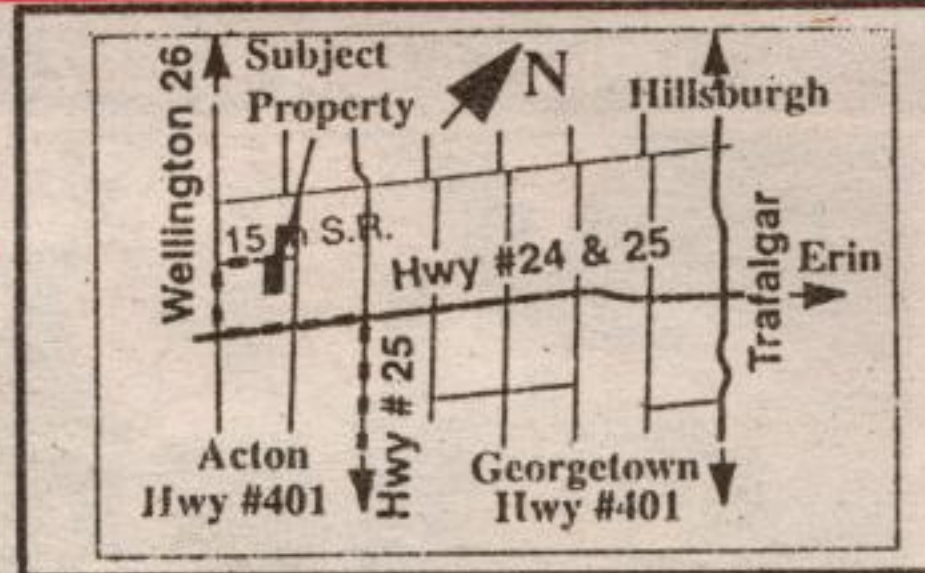 Wellington 26
Subject
Property
N
Hillsburgh
15 S.R.
Hwy #24 & 25
Trafalgar
Erin
Hwy # 25
Acton
Hwy #401
Georgetown
Hwy #401